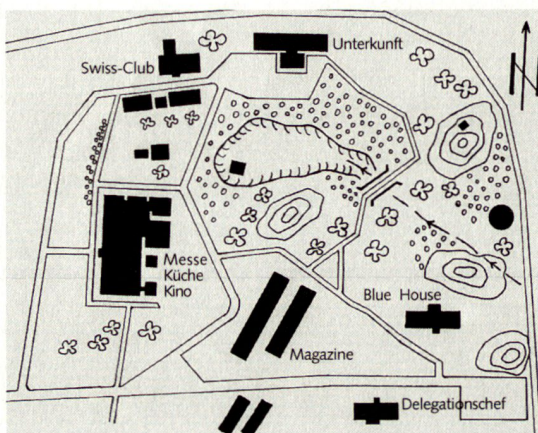 Unterkunft
Swiss-Club
Messe
Küche
Kino
Blue House
Magazine
Delegationschef